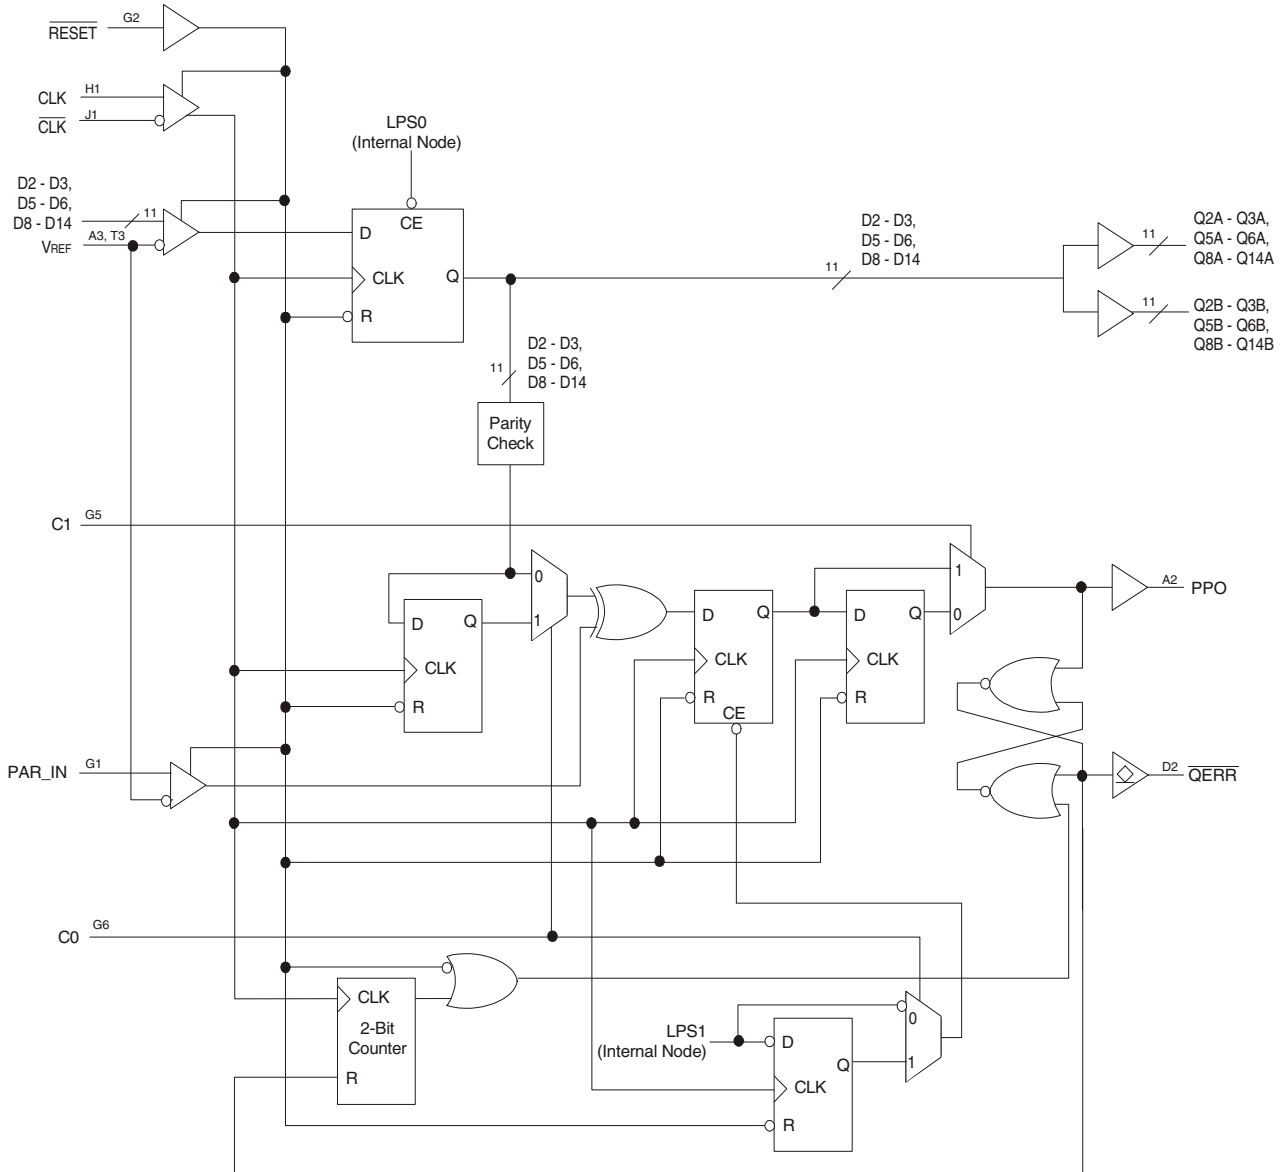 RESET
G2
CLK
H1
CLK
J1
LPS0
(Internal Node)
D2 - D3,
D5 - D6,
D8 - D14
11
VREF
A3, T3
CE
D
CLK
Q
R
D2 - D3,
D5 - D6,
D8 - D14
11
11
Q2A - Q3A,
Q5A - Q6A,
Q8A - Q14A
11
Q2B - Q3B,
Q5B - Q6B,
Q8B - Q14B
D2 - D3,
D5 - D6,
D8 - D14
11
Parity
Check
C1
G5
0
1
D
Q
CLK
R
D
Q
CLK
R
CE
D
Q
CLK
R
1
0
A2
PPO
PAR_IN
G1
D2
QERR
C0
G6
CLK
2-Bit
Counter
R
LPS1
(Internal Node)
D
Q
CLK
R
0
1